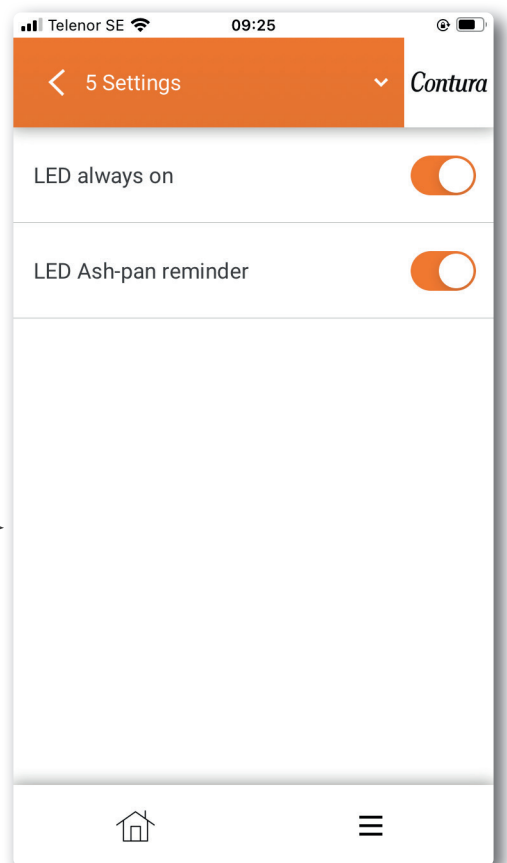 Telenor SE 09:25
5 Settings Contura
LED always on
LED Ash-pan reminder